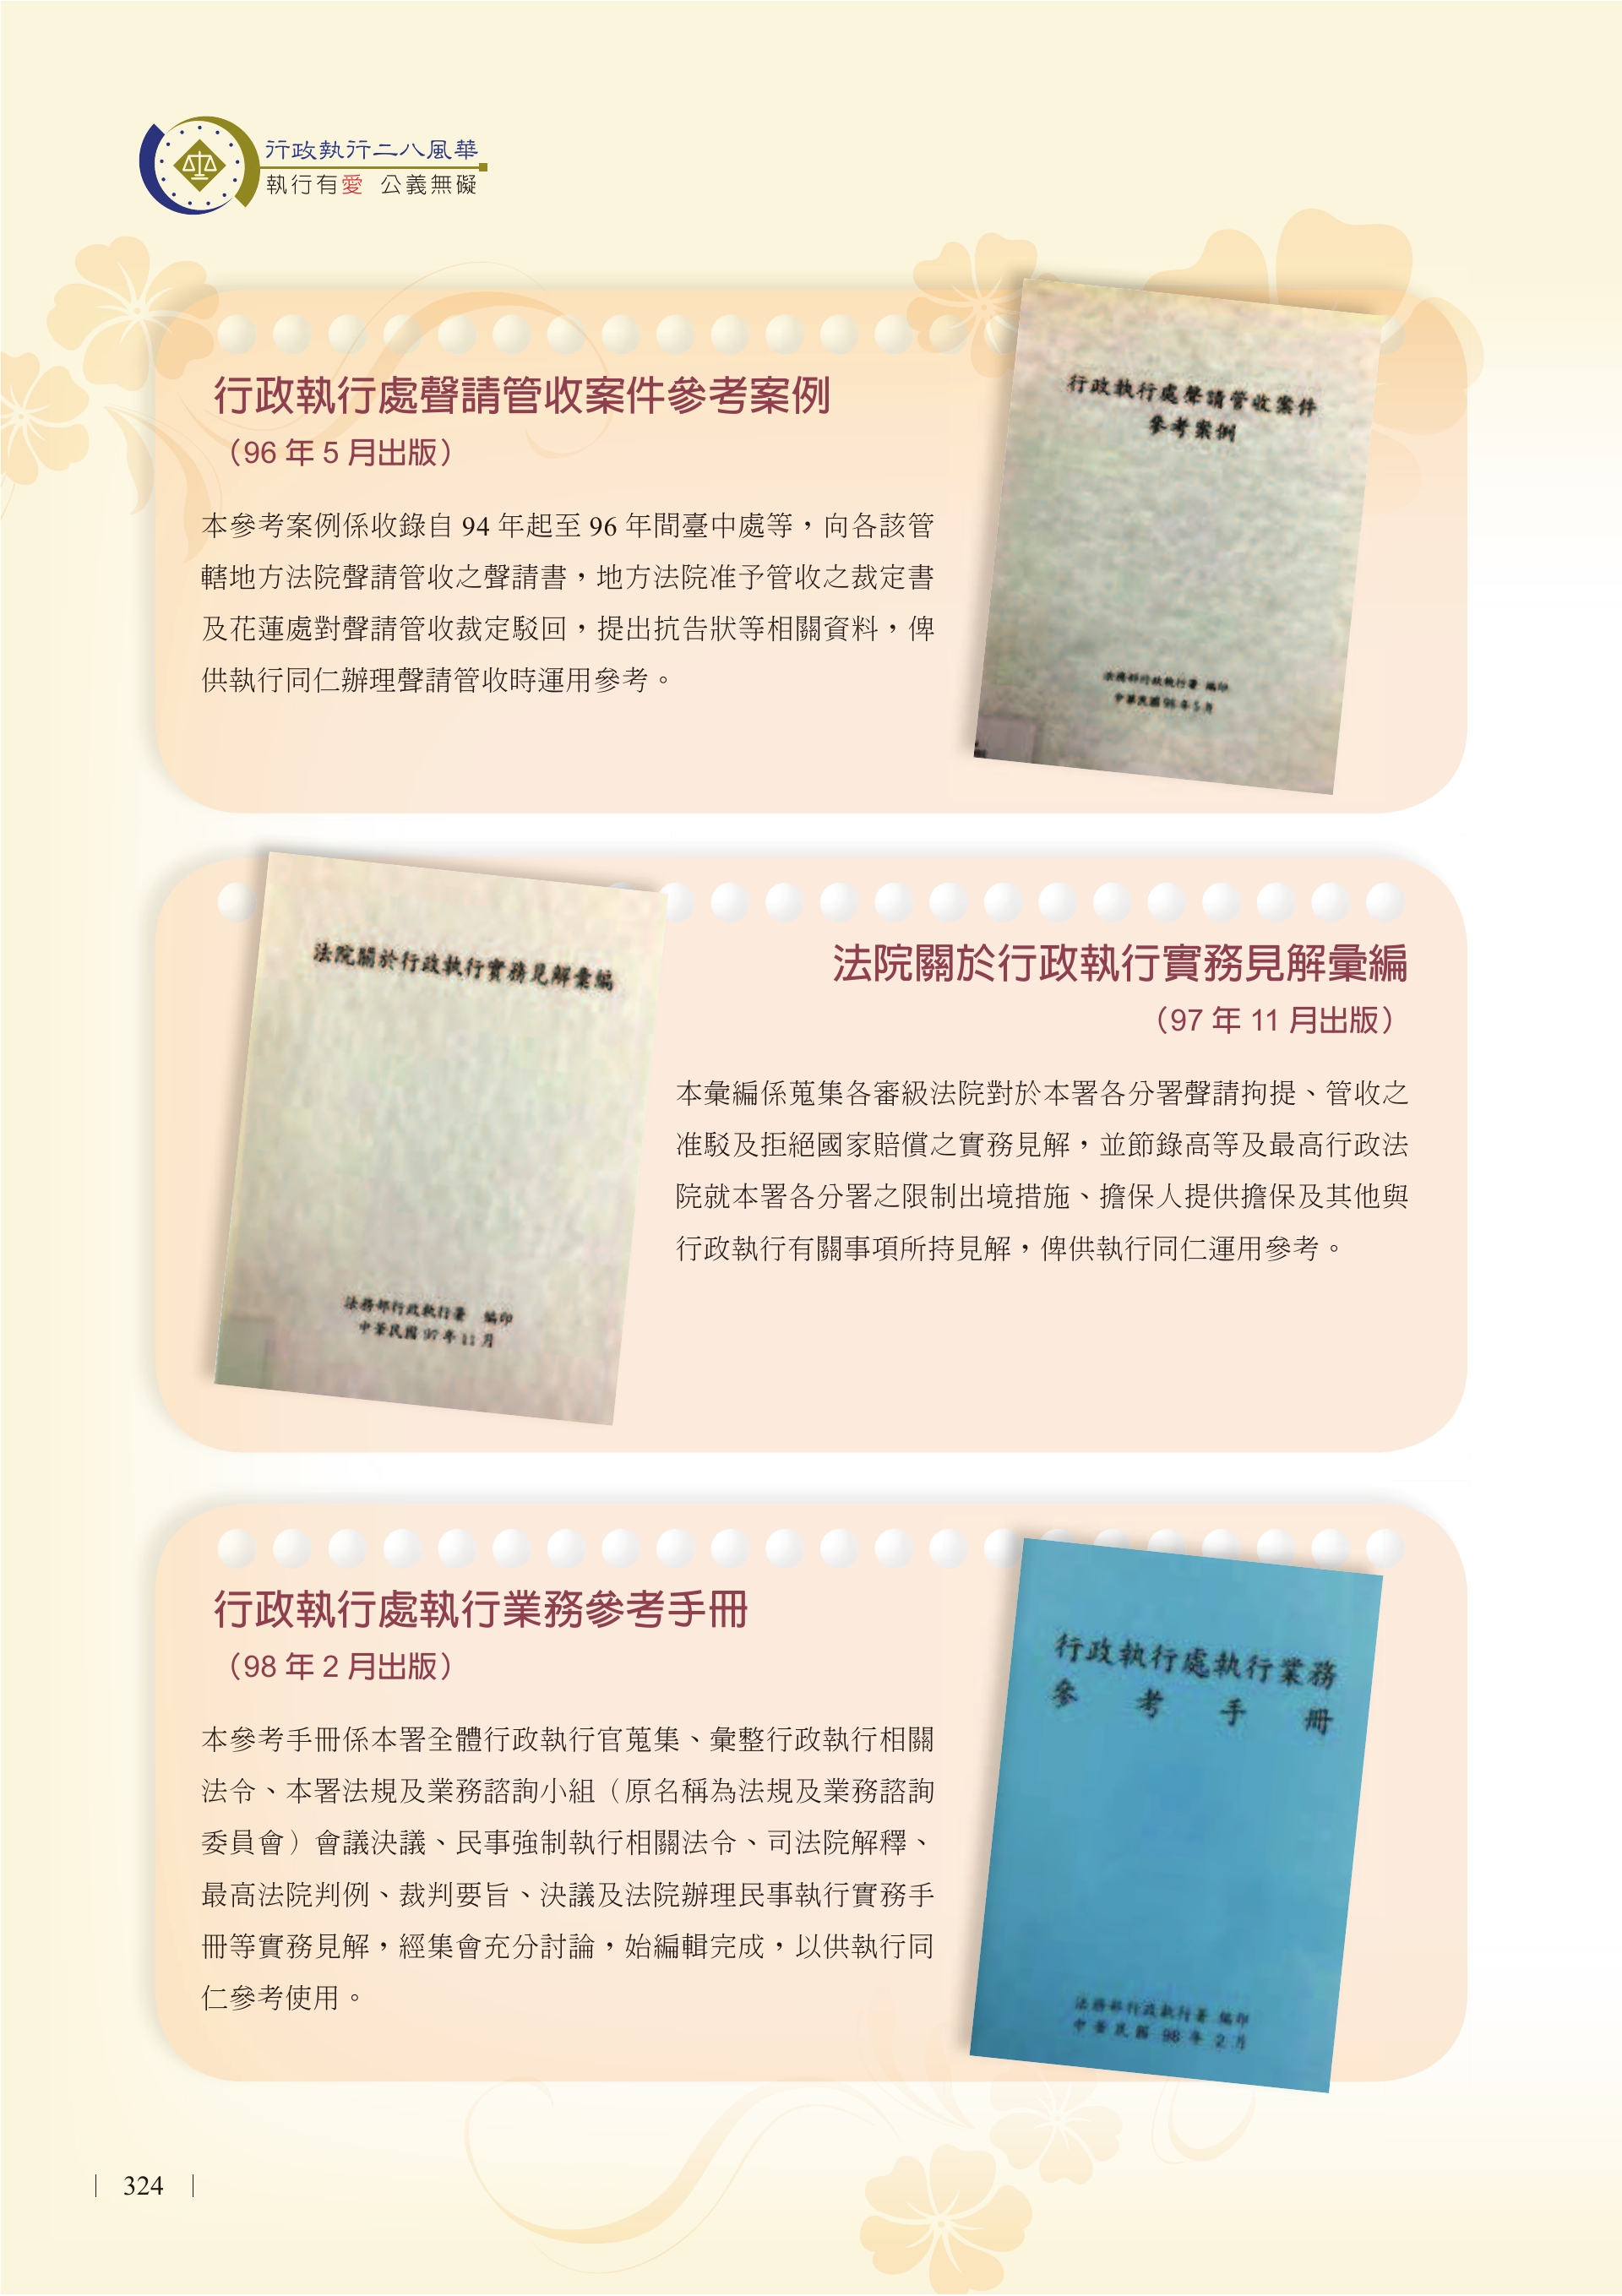 行政執行二八風華
執行有愛 公義無礙
行政執行處聲請管收案件參考案例
（96 年 5 月出版）
本參考案例係收錄自 94 年起至 96 年間臺中處等，向各該管
轄地方法院聲請管收之聲請書，地方法院准予管收之裁定書
及花蓮處對聲請管收裁定駁回，提出抗告狀等相關資料，俾
供執行同仁辦理聲請管收時運用參考。
行政執行處聲請管收案件
參考案例
法務部行政執行署 編印
中華民國96年5月
法院關於行政執行實務見解彙編
法務部行政執行署 編印
中華民國97年11月
法院關於行政執行實務見解彙編
（97 年 11 月出版）
本彙編係蒐集各審級法院對於本署各分署聲請拘提、管收之
准駁及拒絕國家賠償之實務見解，並節錄高等及最高行政法
院就本署各分署之限制出境措施、擔保人提供擔保及其他與
行政執行有關事項所持見解，俾供執行同仁運用參考。
行政執行處執行業務參考手冊
（98 年 2 月出版）
本參考手冊係本署全體行政執行官蒐集、彙整行政執行相關
法令、本署法規及業務諮詢小組（原名稱為法規及業務諮詢
委員會）會議決議、民事強制執行相關法令、司法院解釋、
最高法院判例、裁判要旨、決議及法院辦理民事執行實務手
冊等實務見解，經集會充分討論，始編輯完成，以供執行同
仁參考使用。
行政執行處執行業務
參考手冊
法務部行政執行署 編印
中華民國 98 年 2 月
324